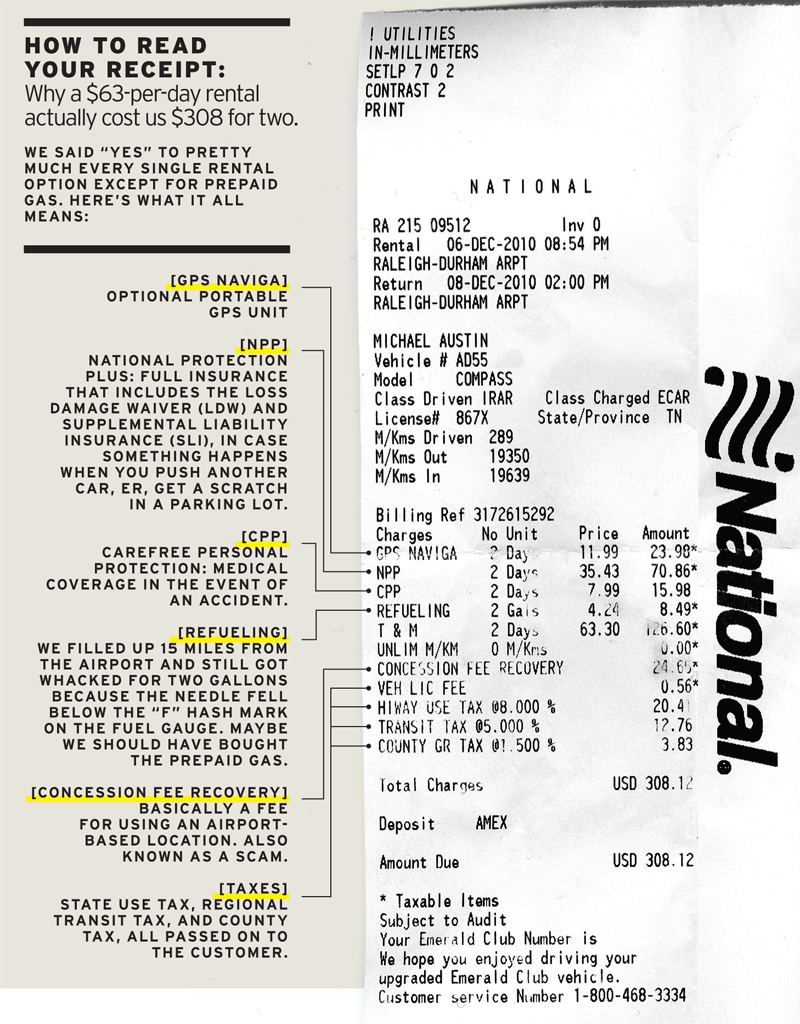 HOW TO READ
YOUR RECEIPT:
Why a $63-per-day rental
actually cost us $308 for two.
WE SAID “YES” TO PRETTY
MUCH EVERY SINGLE RENTAL
OPTION EXCEPT FOR PREPAID
GAS. HERE’S WHAT IT ALL
MEANS:
[GPS NAVIGA]
OPTIONAL PORTABLE
GPS UNIT
[NPP]
NATIONAL PROTECTION
PLUS: FULL INSURANCE
THAT INCLUDES THE LOSS
DAMAGE WAIVER (LDW) AND
SUPPLEMENTAL LIABILITY
INSURANCE (SLI), IN CASE
SOMETHING HAPPENS
WHEN YOU PUSH ANOTHER
CAR, ER, GET A SCRATCH
IN A PARKING LOT.
[CPP]
CAREFREE PERSONAL
PROTECTION: MEDICAL
COVERAGE IN THE EVENT OF
AN ACCIDENT.
[REFUELING]
WE FILLED UP 15 MILES FROM
THE AIRPORT AND STILL GOT
WHACKED FOR TWO GALLONS
BECAUSE THE NEEDLE FELL
BELOW THE “F” HASH MARK
ON THE FUEL GAUGE. MAYBE
WE SHOULD HAVE BOUGHT
THE PREPAID GAS.
[CONCESSION FEE RECOVERY]
BASICALLY A FEE
FOR USING AN AIRPORT-
BASED LOCATION. ALSO
KNOWN AS A SCAM.
[TAXES]
STATE USE TAX, REGIONAL
TRANSIT TAX, AND COUNTY
TAX, ALL PASSED ON TO
THE CUSTOMER.
! UTILITIES
IN-MILLIMETERS
SETLP 7 0 2
CONTRAST 2
PRINT
NATIONAL
RA 215 09512 Inv 0
Rental 06-DEC-2010 08:54 PM
RALEIGH-DURHAM ARPT
Return 08-DEC-2010 02:00 PM
RALEIGH-DURHAM ARPT
MICHAEL AUSTIN
Vehicle # AD55
Model COMPASS
Class Driven IRAR Class Charged ECAR
License# 867X State/Province TN
M/Kms Driven 289
M/Kms Out 19350
M/Kms In 19639
Billing Ref 3172615292
Charges No Unit Price Amount
GPS NAVIGA 2 Days 11.99 23.98*
NPP 2 Days 35.43 70.86*
CPP 2 Days 7.99 15.98
REFUELING 2 Gals 4.24 8.49*
T & M 2 Days 63.30 126.60*
UNLIM M/KM 0 M/Kms 0.00*
CONCESSION FEE RECOVERY 24.65*
VEH LIC FEE 0.56*
HIWAY USE TAX @8.000 % 20.41
TRANSIT TAX @5.000 % 12.76
COUNTY GR TAX @1.500 % 3.83
Total Charges USD 308.12
Deposit AMEX
Amount Due USD 308.12
* Taxable Items
Subject to Audit
Your Emerald Club Number is
We hope you enjoyed driving your
upgraded Emerald Club vehicle.
Customer service Number 1-800-468-3334
National.®